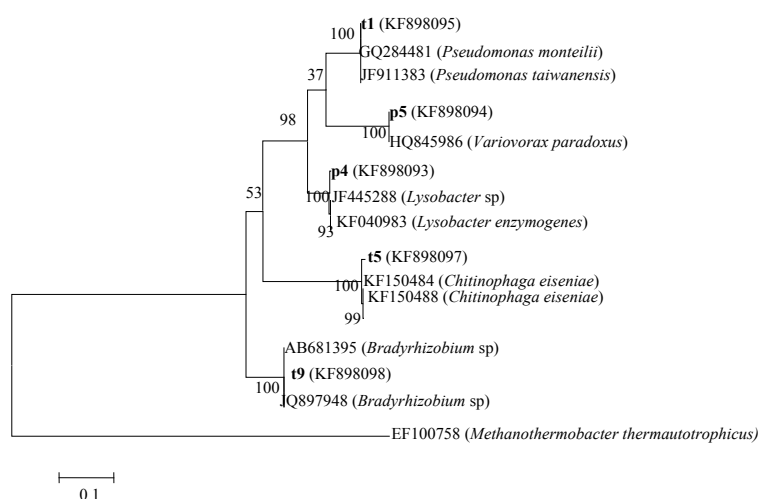 t1 (KF898095)
100
GQ284481 (Pseudomonas monteilii)
37
JF911383 (Pseudomonas taiwanensis)
p5 (KF898094)
98
100
HQ845986 (Variovorax paradoxus)
p4 (KF898093)
53
100
JF445288 (Lysobacter sp)
KF040983 (Lysobacter enzymogenes)
93
t5 (KF898097)
100
KF150484 (Chitinophaga eiseniae)
KF150488 (Chitinophaga eiseniae)
99
AB681395 (Bradyrhizobium sp)
t9 (KF898098)
100
JQ897948 (Bradyrhizobium sp)
EF100758 (Methanothermobacter thermautotrophicus)
0.1